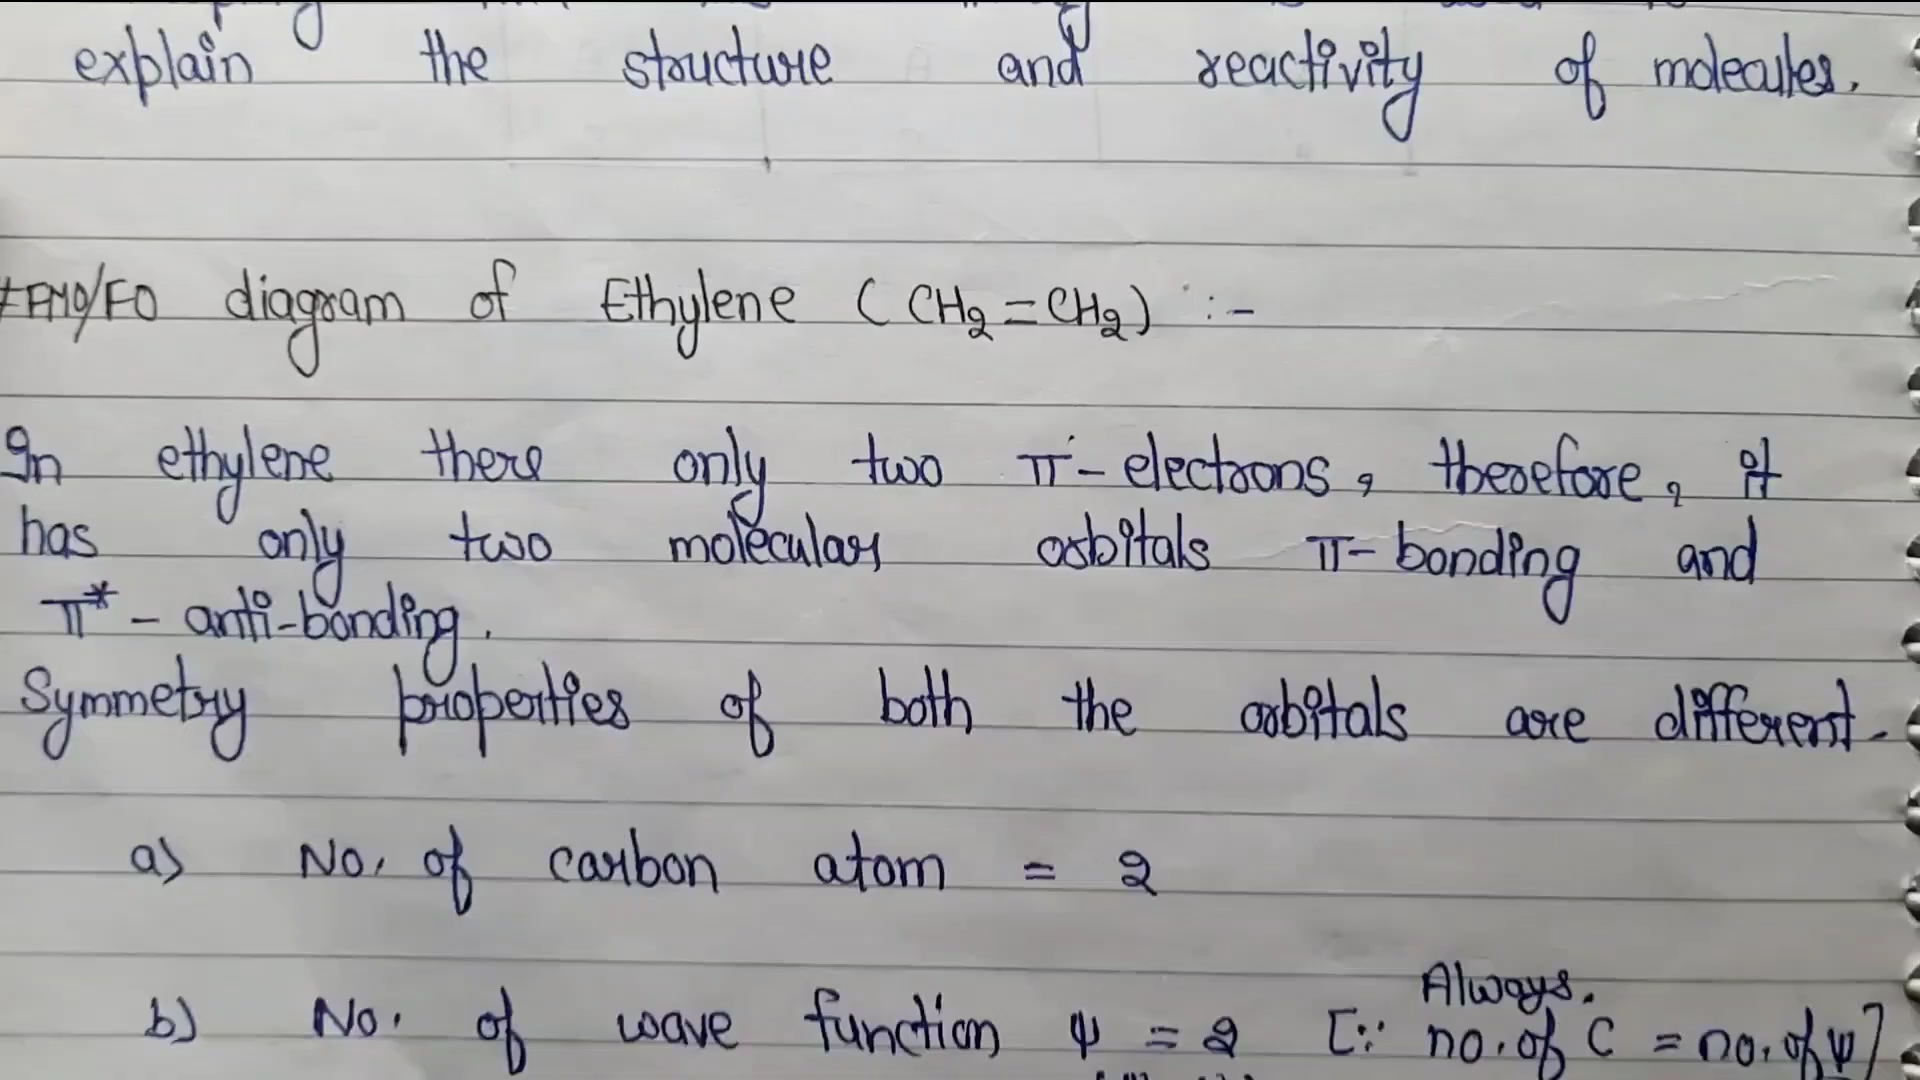 explain the structure and reactivity of molecules.
FMO/FO diagram of Ethylene (CH2=CH2) :-
In ethylene there only two π-electrons, therefore, it
has only two molecular orbitals π-bonding and
π* - anti-bonding.
Symmetry properties of both the orbitals are different.
a) No. of carbon atom = 2
Always.
b) No. of wave function ψ = 2 [∵ no. of C = no. of ψ]